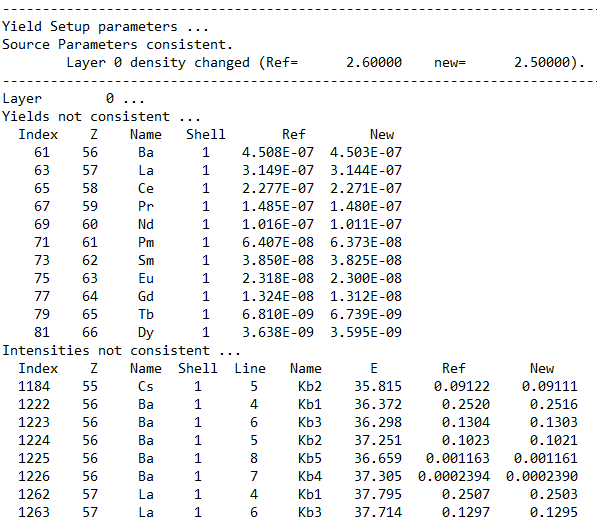 --------------------------------------------------------------------------
Yield Setup parameters ...
Source Parameters consistent.
        Layer 0 density changed (Ref=      2.60000    new=      2.50000).
--------------------------------------------------------------------------
Layer        0 ...
Yields not consistent ...
  Index    Z    Name   Shell       Ref        New
    61    56     Ba      1    4.508E-07  4.503E-07
    63    57     La      1    3.149E-07  3.144E-07
    65    58     Ce      1    2.277E-07  2.271E-07
    67    59     Pr      1    1.485E-07  1.480E-07
    69    60     Nd      1    1.016E-07  1.011E-07
    71    61     Pm      1    6.407E-08  6.373E-08
    73    62     Sm      1    3.850E-08  3.825E-08
    75    63     Eu      1    2.318E-08  2.300E-08
    77    64     Gd      1    1.324E-08  1.312E-08
    79    65     Tb      1    6.810E-09  6.739E-09
    81    66     Dy      1    3.638E-09  3.595E-09
Intensities not consistent ...
  Index    Z    Name  Shell  Line   Name      E        Ref        New
  1184    55     Cs     1     5     Kb2    35.815    0.09122    0.09111
  1222    56     Ba     1     4     Kb1    36.372     0.2520     0.2516
  1223    56     Ba     1     6     Kb3    36.298     0.1304     0.1303
  1224    56     Ba     1     5     Kb2    37.251     0.1023     0.1021
  1225    56     Ba     1     8     Kb5    36.659   0.001163   0.001161
  1226    56     Ba     1     7     Kb4    37.305  0.0002394  0.0002390
  1262    57     La     1     4     Kb1    37.795     0.2507     0.2503
  1263    57     La     1     6     Kb3    37.714     0.1297     0.1295